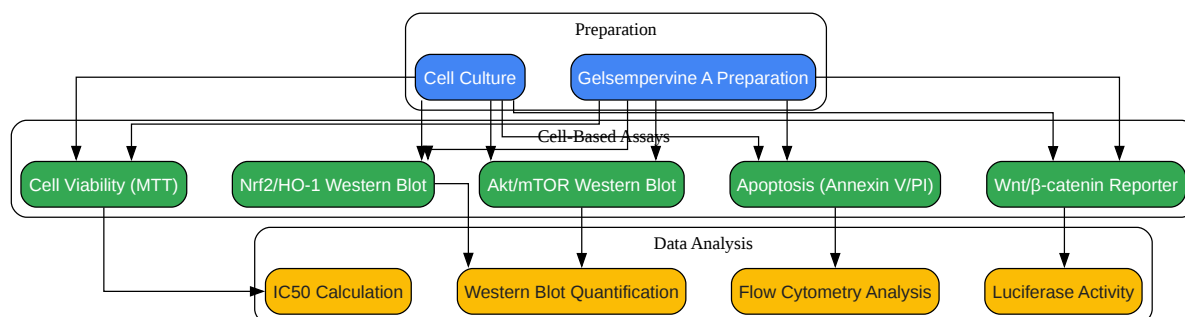 Preparation
Cell Culture
Gelsempervine A Preparation
Cell-Based Assays
Cell Viability (MTT)
Nrf2/HO-1 Western Blot
Akt/mTOR Western Blot
Apoptosis (Annexin V/PI)
Wnt/β-catenin Reporter
Data Analysis
IC50 Calculation
Western Blot Quantification
Flow Cytometry Analysis
Luciferase Activity